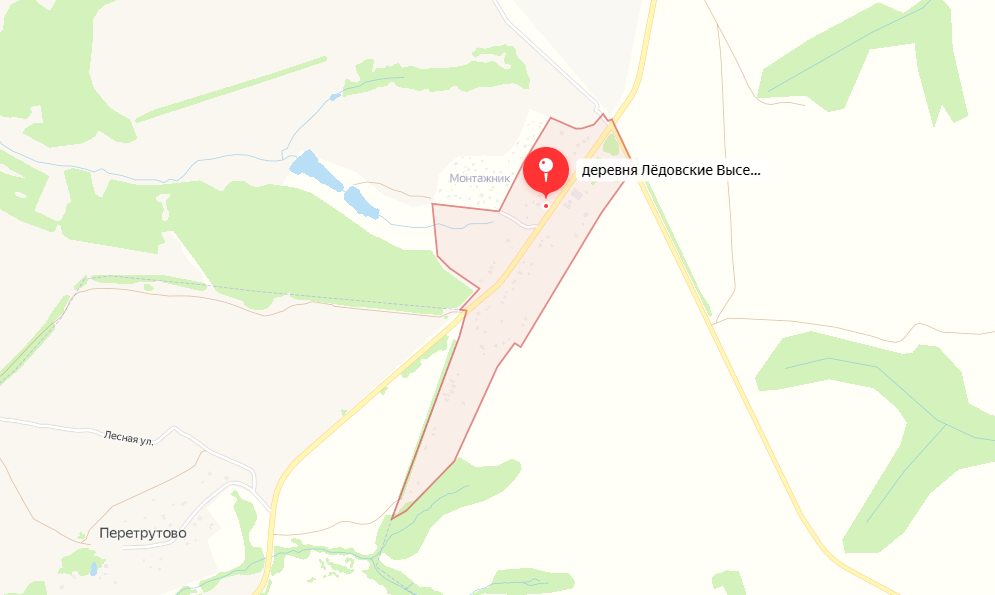 деревня Лёдовские Высе...
Монтажник
Лесная ул.
Перетрутово